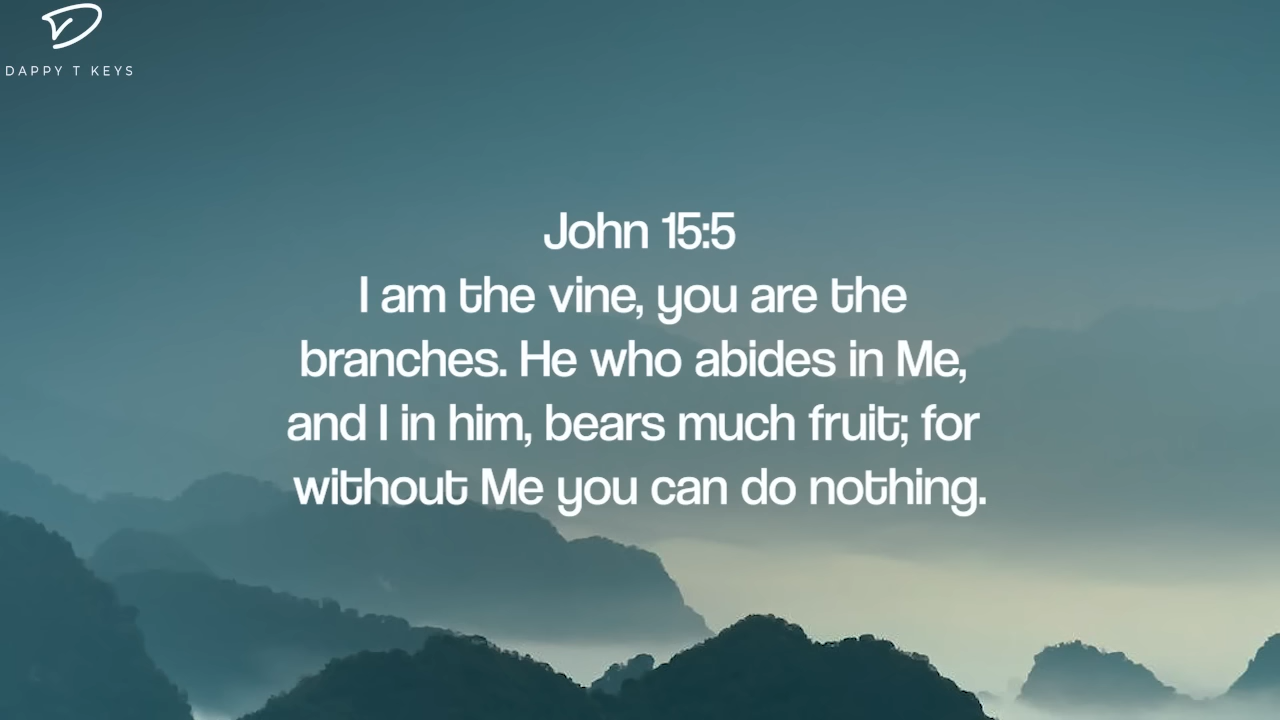 DAPPY T KEYS
John 15:5
I am the vine, you are the
branches. He who abides in Me,
and I in him, bears much fruit; for
without Me you can do nothing.